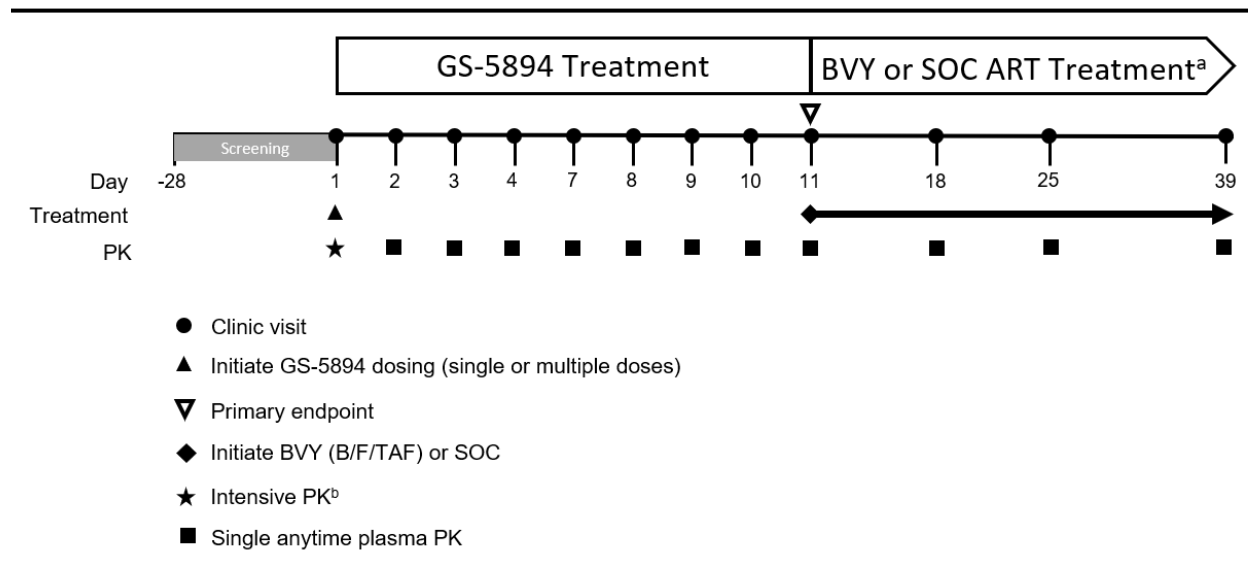 GS-5894 Treatment BVY or SOC ART Treatmentᵃ
Screening
Day -28 1 2 3 4 7 8 9 10 11 18 25 39
Treatment
PK
Clinic visit
Initiate GS-5894 dosing (single or multiple doses)
Primary endpoint
Initiate BVY (B/F/TAF) or SOC
Intensive PKᵇ
Single anytime plasma PK